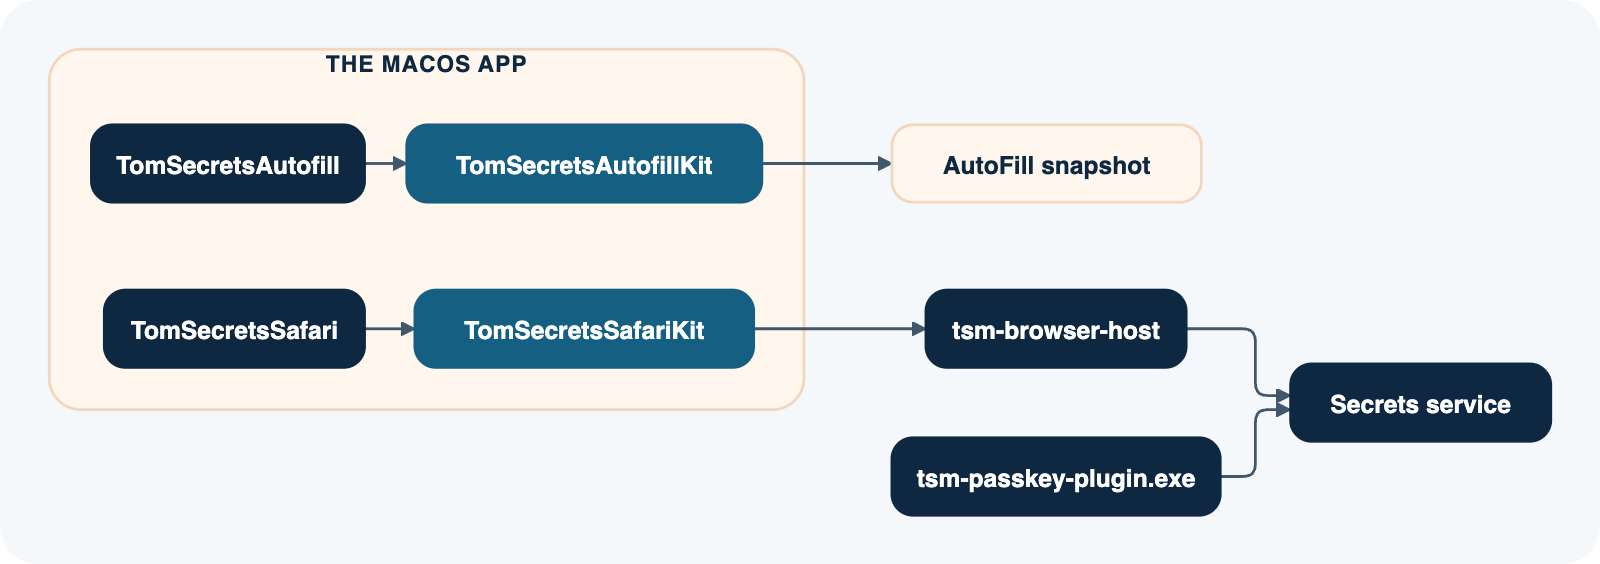 THE MACOS APP
TomSecretsAutofill
TomSecretsAutofillKit
AutoFill snapshot
TomSecretsSafari
TomSecretsSafariKit
tsm-browser-host
Secrets service
tsm-passkey-plugin.exe